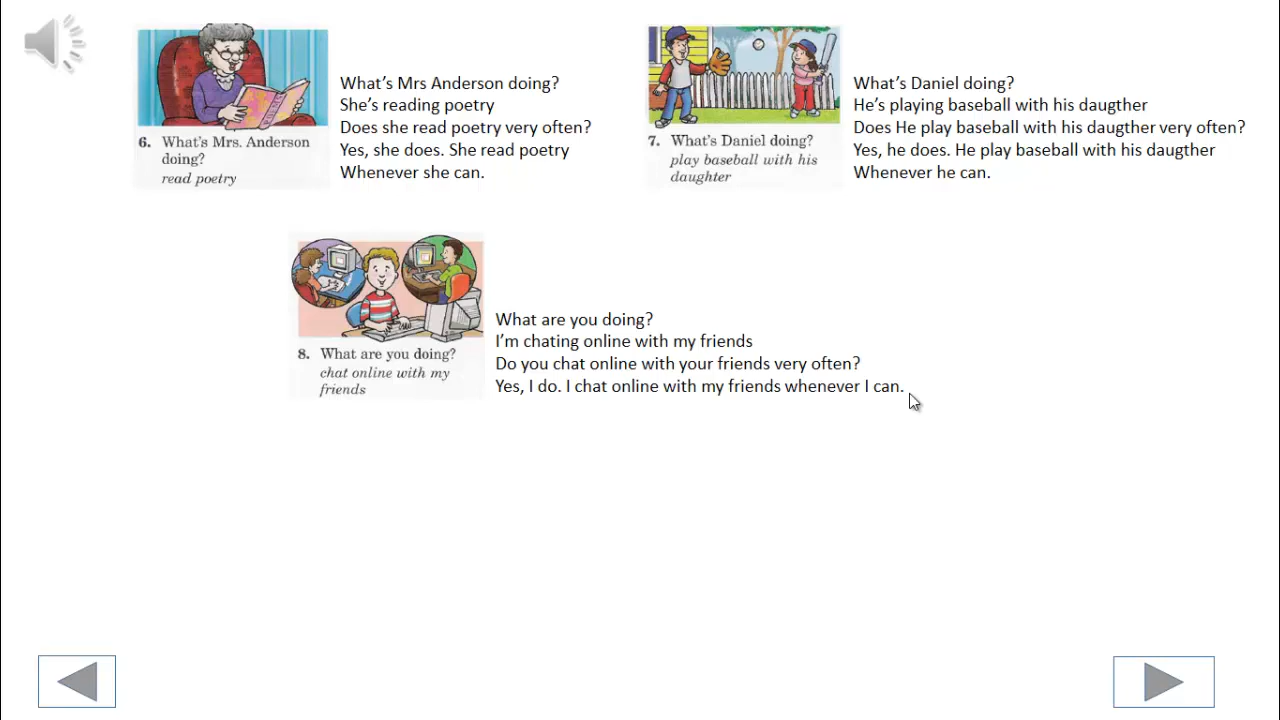 6. What's Mrs. Anderson
doing?
read poetry
What's Mrs Anderson doing?
She's reading poetry
Does she read poetry very often?
Yes, she does. She read poetry
Whenever she can.
7. What's Daniel doing?
play baseball with his
daughter
What's Daniel doing?
He's playing baseball with his daugther
Does He play baseball with his daugther very often?
Yes, he does. He play baseball with his daugther
Whenever he can.
8. What are you doing?
chat online with my
friends
What are you doing?
I'm chating online with my friends
Do you chat online with your friends very often?
Yes, I do. I chat online with my friends whenever I can.